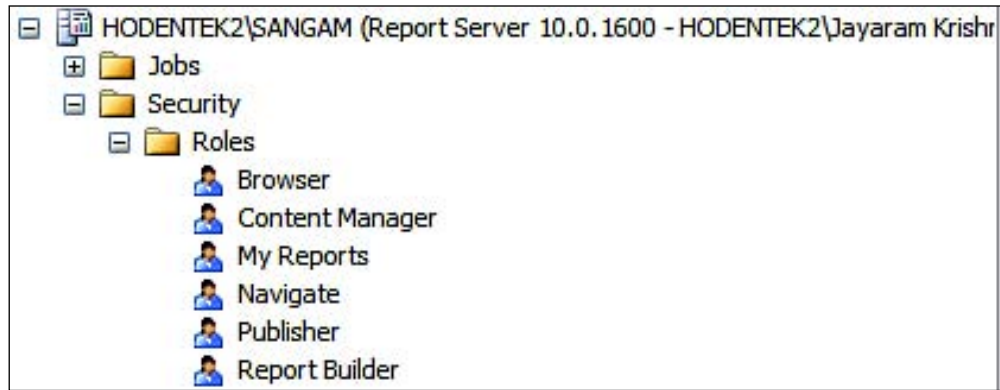 HODENTEK2\SANGAM (Report Server 10.0.1600 - HODENTEK2\Jayaram Krishr
Jobs
Security
Roles
Browser
Content Manager
My Reports
Navigate
Publisher
Report Builder